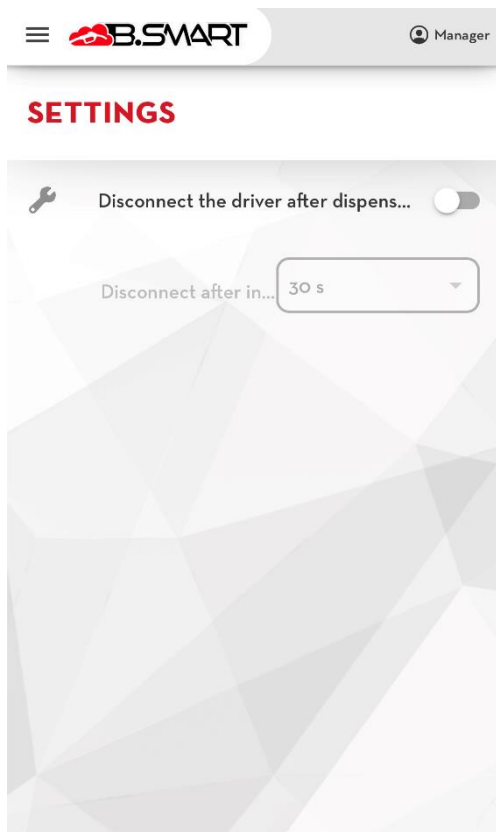 B.SMART
Manager
SETTINGS
Disconnect the driver after dispens...
Disconnect after in...
30 s